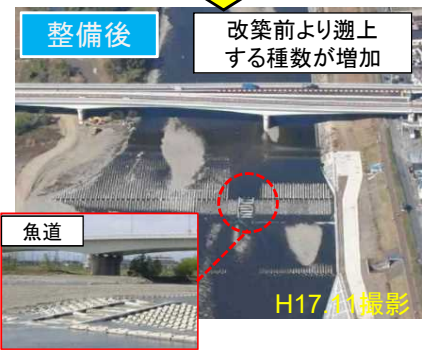 整備後
改築前より遡上
する種数が増加
魚道
H17.11撮影